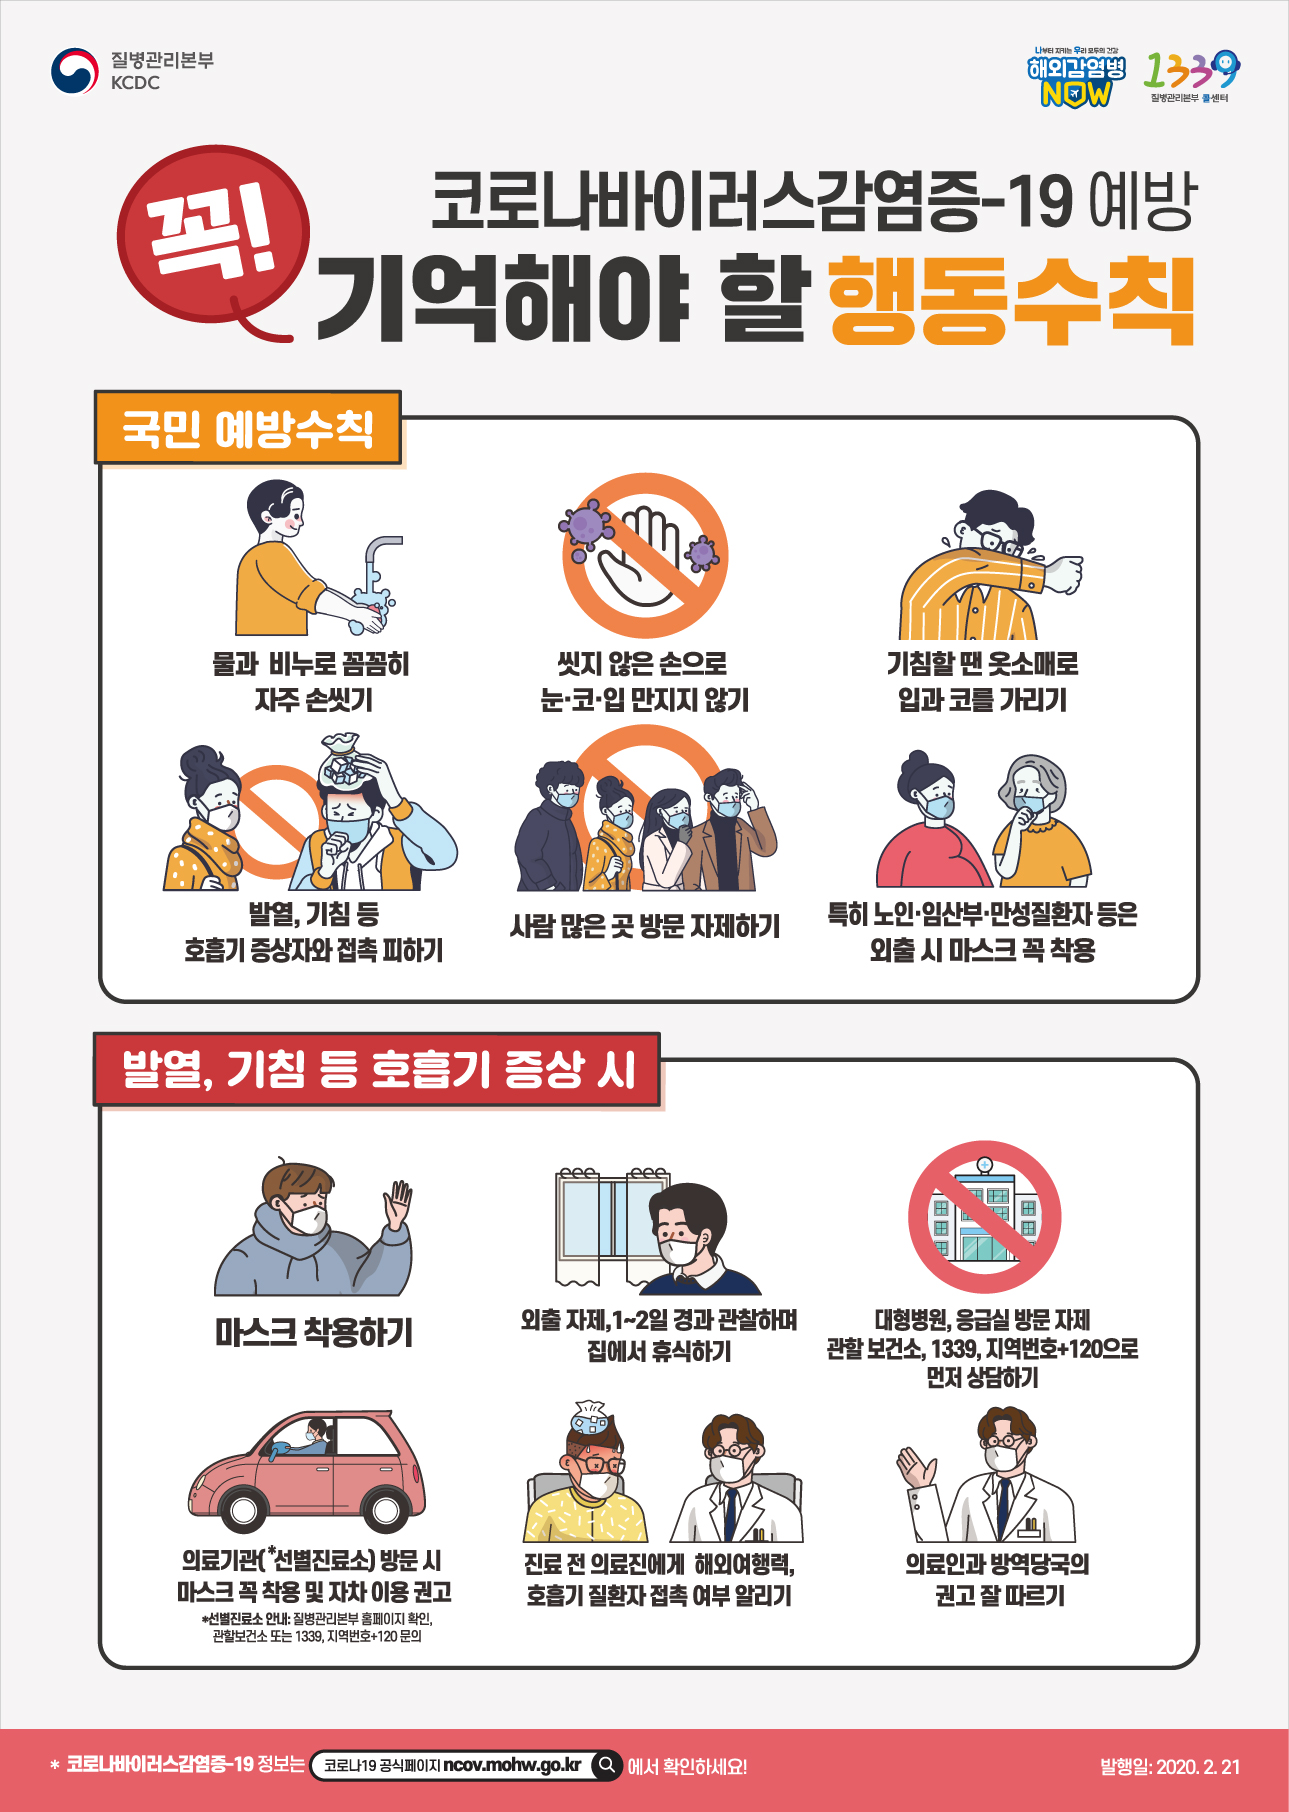 질병관리본부
KCDC
나부터 지키는 우리 모두의 건강
해외감염병
NOW
1339
질병관리본부 콜센터
꼭!
코로나바이러스감염증-19 예방
기억해야 할 행동수칙
국민 예방수칙
물과 비누로 꼼꼼히
자주 손씻기
씻지 않은 손으로
눈·코·입 만지지 않기
기침할 땐 옷소매로
입과 코를 가리기
발열, 기침 등
호흡기 증상자와 접촉 피하기
사람 많은 곳 방문 자제하기
특히 노인·임산부·만성질환자 등은
외출 시 마스크 꼭 착용
발열, 기침 등 호흡기 증상 시
마스크 착용하기
외출 자제,1~2일 경과 관찰하며
집에서 휴식하기
대형병원, 응급실 방문 자제
관할 보건소, 1339, 지역번호+120으로
먼저 상담하기
의료기관(*선별진료소) 방문 시
마스크 꼭 착용 및 자차 이용 권고
*선별진료소 안내: 질병관리본부 홈페이지 확인,
관할보건소 또는 1339, 지역번호+120 문의
진료 전 의료진에게 해외여행력,
호흡기 질환자 접촉 여부 알리기
의료인과 방역당국의
권고 잘 따르기
* 코로나바이러스감염증-19 정보는 코로나19 공식페이지 ncov.mohw.go.kr 에서 확인하세요!
발행일: 2020. 2. 21